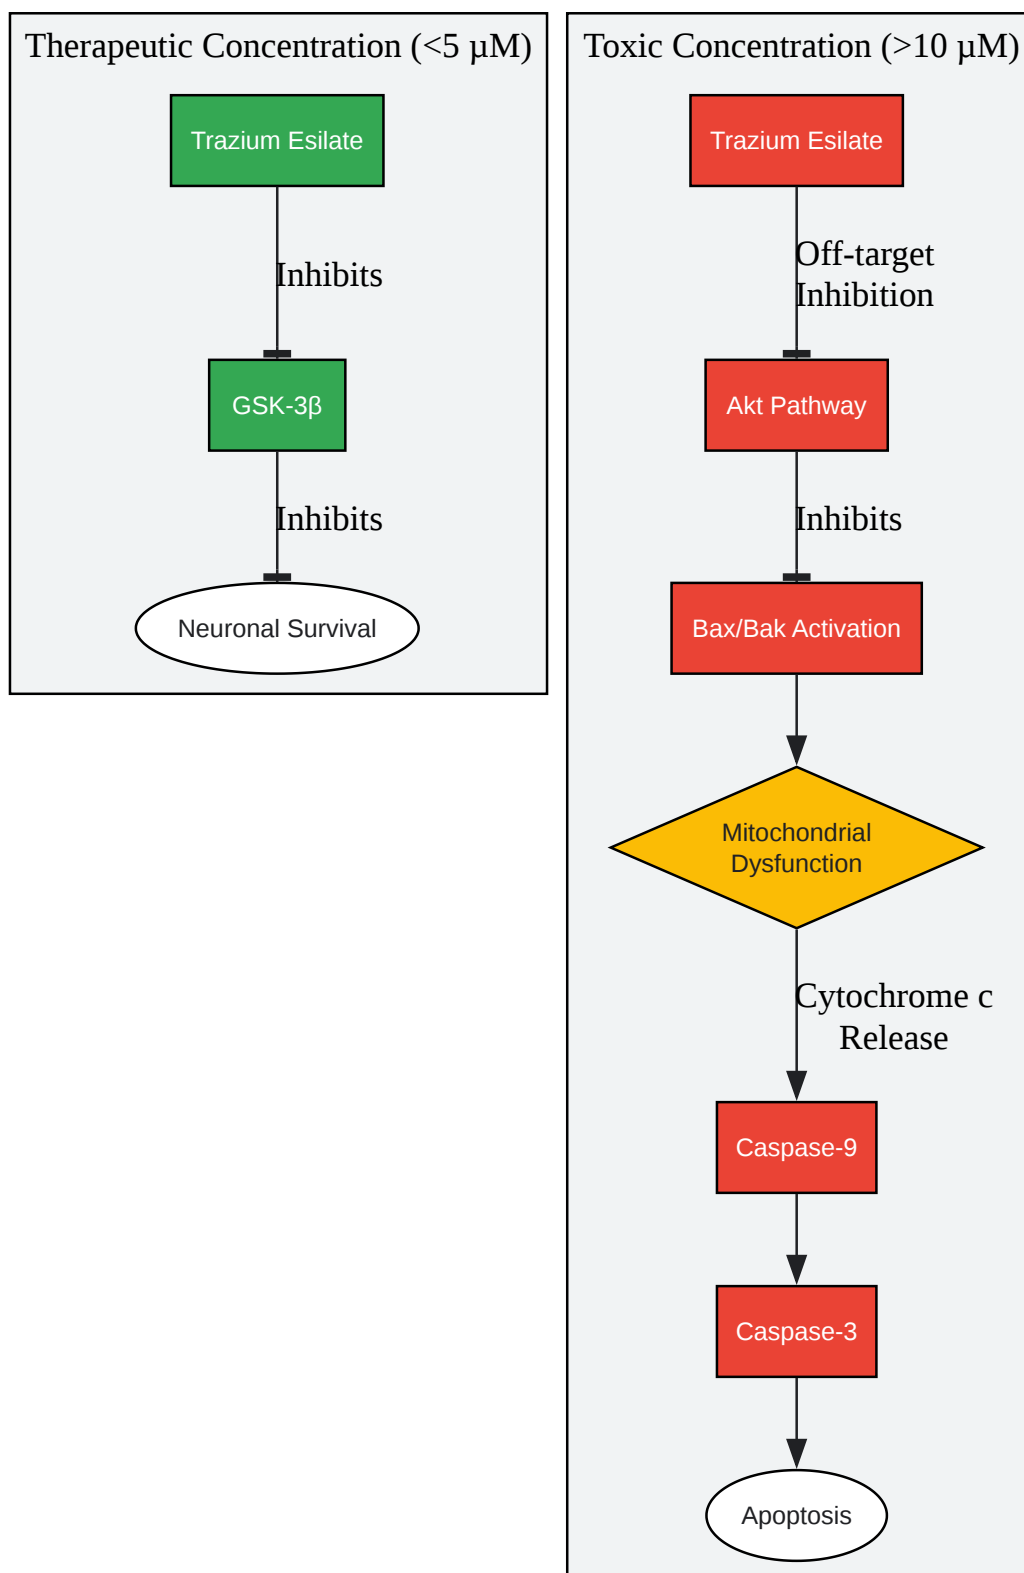 Therapeutic Concentration (<5 µM)
Trazium Esilate
Inhibits
GSK-3β
Inhibits
Neuronal Survival
Toxic Concentration (>10 µM)
Trazium Esilate
Off-target
Inhibition
Akt Pathway
Inhibits
Bax/Bak Activation
Mitochondrial
Dysfunction
Cytochrome c
Release
Caspase-9
Caspase-3
Apoptosis